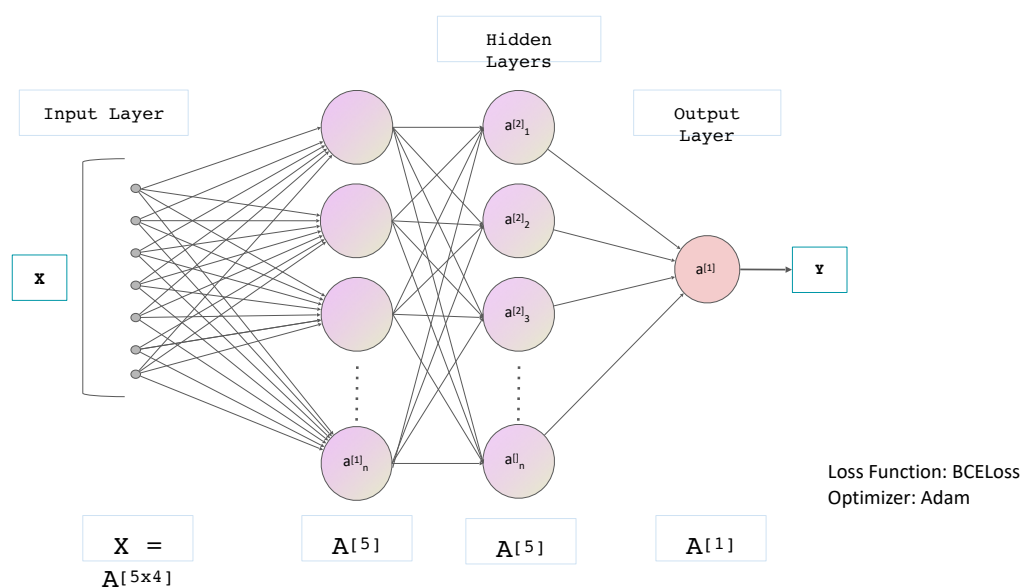 Hidden
Layers
Input Layer
Output
Layer
X
a[2]1
a[2]2
a[2]3
a[1]n
a[]n
a[1]
Y
Loss Function: BCELoss
Optimizer: Adam
X =
A[5x4]
A[5]
A[5]
A[1]